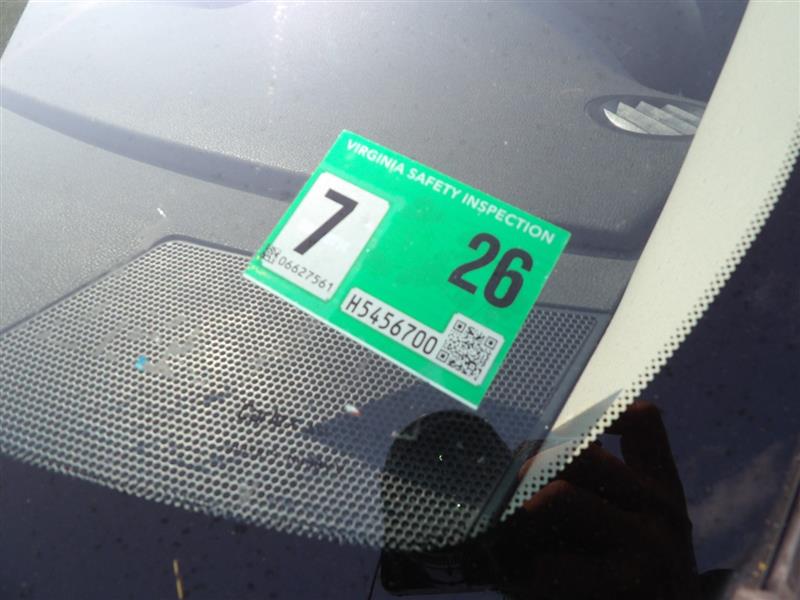 VIRGINIA SAFETY INSPECTION
7
26
06627561
H5456700